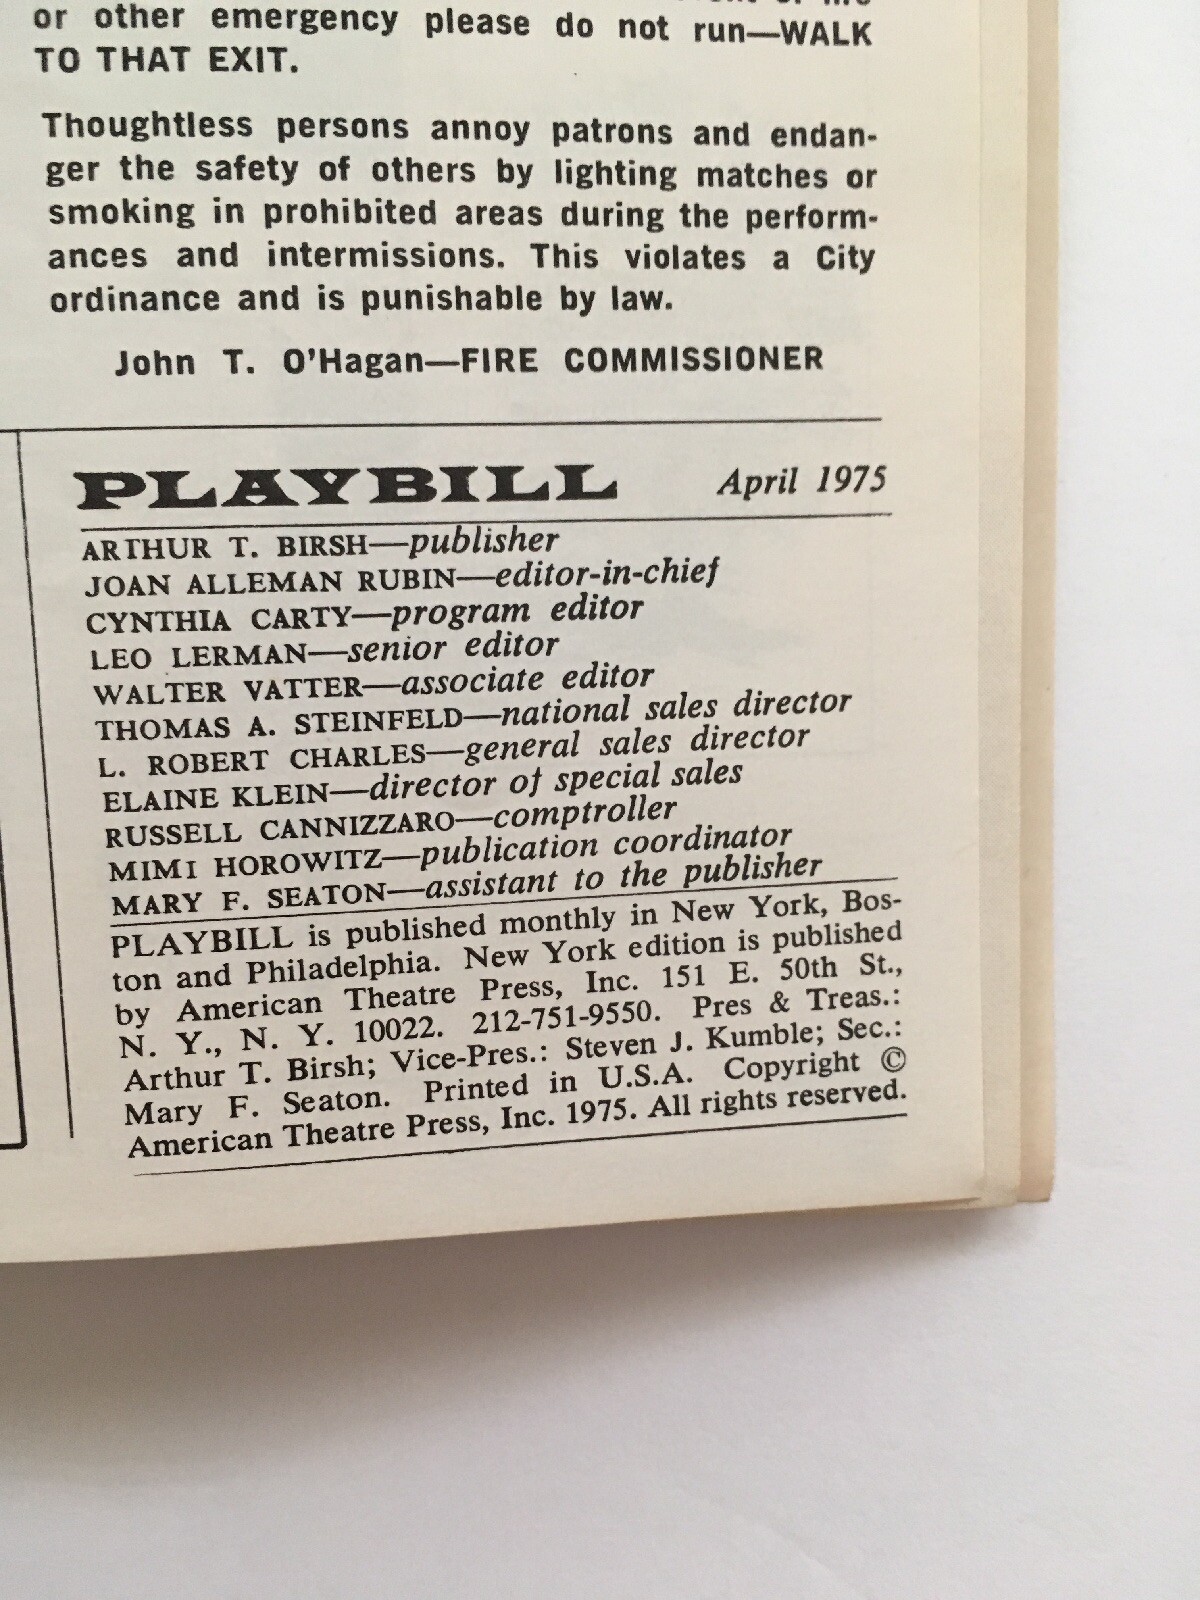 or other emergency please do not run—WALK
TO THAT EXIT.
Thoughtless persons annoy patrons and endan-
ger the safety of others by lighting matches or
smoking in prohibited areas during the perform-
ances and intermissions. This violates a City
ordinance and is punishable by law.
John T. O'Hagan—FIRE COMMISSIONER
PLAYBILL April 1975
ARTHUR T. BIRSH—publisher
JOAN ALLEMAN RUBIN—editor-in-chief
CYNTHIA CARTY—program editor
LEO LERMAN—senior editor
WALTER VATTER—associate editor
THOMAS A. STEINFELD—national sales director
L. ROBERT CHARLES—general sales director
ELAINE KLEIN—director of special sales
RUSSELL CANNIZZARO—comptroller
MIMI HOROWITZ—publication coordinator
MARY F. SEATON—assistant to the publisher
PLAYBILL is published monthly in New York, Bos-
ton and Philadelphia. New York edition is published
by American Theatre Press, Inc. 151 E. 50th St.,
N. Y., N. Y. 10022. 212-751-9550. Pres & Treas.:
Arthur T. Birsh; Vice-Pres.: Steven J. Kumble; Sec.:
Mary F. Seaton. Printed in U.S.A. Copyright ©
American Theatre Press, Inc. 1975. All rights reserved.